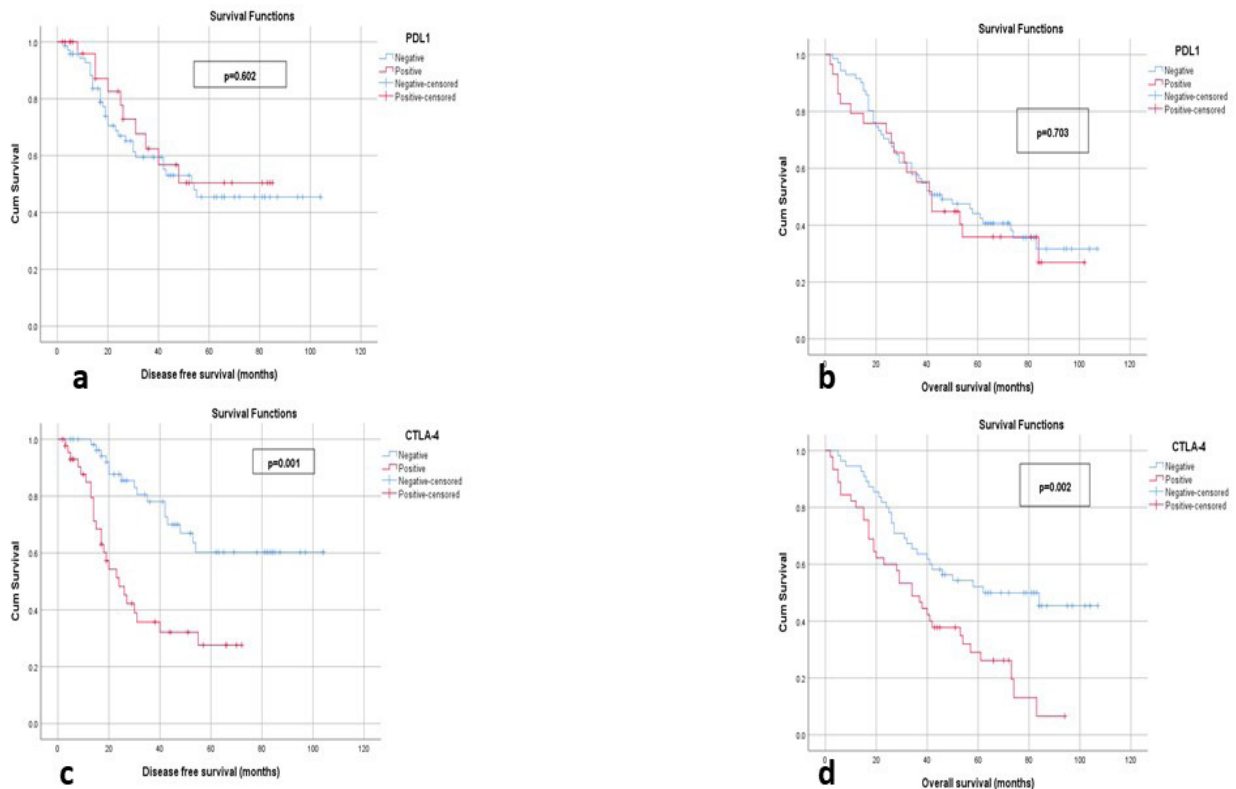 Survival Functions
PDL1
Negative
Positive
Negative-censored
Positive-censored
p=0.602
Cum Survival
1.0
0.8
0.6
0.4
0.2
0.0
0 20 40 60 80 100 120
Disease free survival (months)
a
Survival Functions
PDL1
Negative
Positive
Negative-censored
Positive-censored
p=0.703
Cum Survival
1.0
0.8
0.6
0.4
0.2
0.0
0 20 40 60 80 100 120
Overall survival (months)
b
Survival Functions
CTLA-4
Negative
Positive
Negative-censored
Positive-censored
p=0.001
Cum Survival
1.0
0.8
0.6
0.4
0.2
0.0
0 20 40 60 80 100 120
Disease free survival (months)
c
Survival Functions
CTLA-4
Negative
Positive
Negative-censored
Positive-censored
p=0.002
Cum Survival
1.0
0.8
0.6
0.4
0.2
0.0
0 20 40 60 80 100 120
Overall survival (months)
d